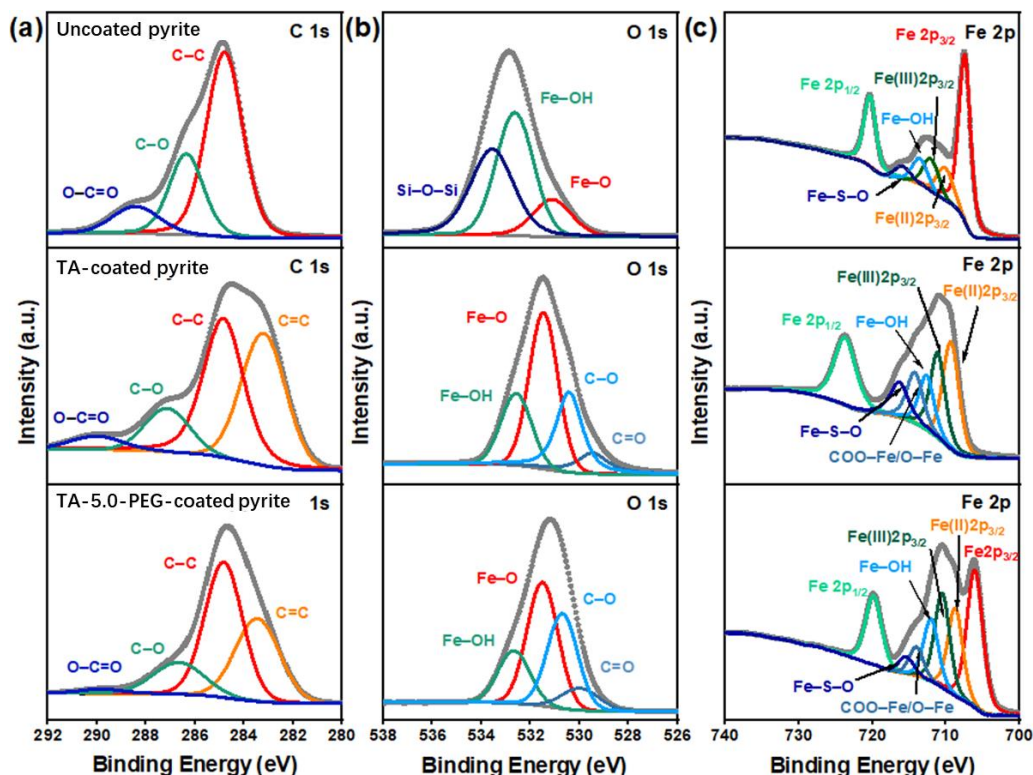 (a)
Uncoated pyrite
C 1s
C–C
C–O
O–C=O
TA-coated pyrite
C 1s
C–C
C=C
C–O
O–C=O
TA-5.0-PEG-coated pyrite
1s
C–C
C=C
C–O
O–C=O
Intensity (a.u.)
292 290 288 286 284 282 280
Binding Energy (eV)
(b)
O 1s
Fe–OH
Si–O–Si
Fe–O
O 1s
Fe–O
C–O
Fe–OH
C=O
O 1s
Fe–O
C–O
Fe–OH
C=O
Intensity (a.u.)
538 536 534 532 530 528 526
Binding Energy (eV)
(c)
Fe 2p3/2
Fe 2p
Fe(III)2p3/2
Fe 2p1/2
Fe–OH
Fe–S–O
Fe(II)2p3/2
Fe 2p
Fe(III)2p3/2
Fe(II)2p3/2
Fe 2p1/2
Fe–OH
Fe–S–O
COO–Fe/O–Fe
Fe 2p
Fe(II)2p3/2
Fe(III)2p3/2
Fe2p3/2
Fe–OH
Fe 2p1/2
Fe–S–O
COO–Fe/O–Fe
Intensity (a.u.)
740 730 720 710 700
Binding Energy (eV)